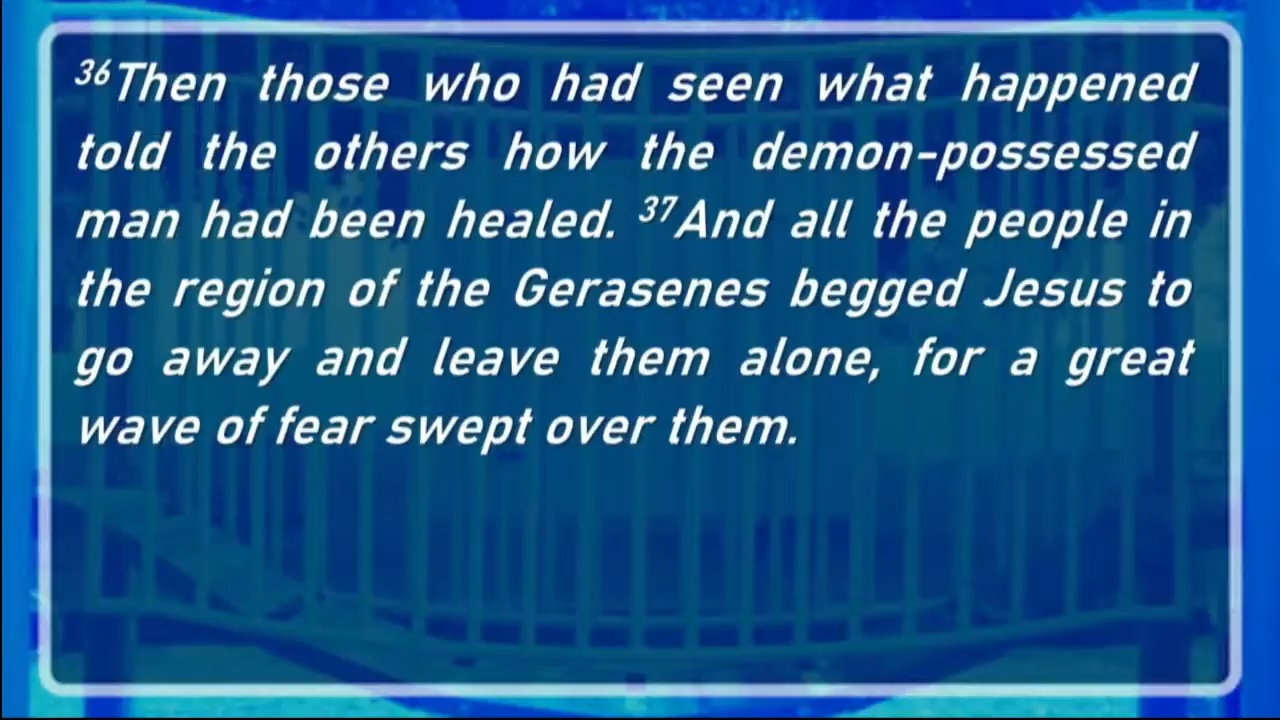 ³⁶Then those who had seen what happened
told the others how the demon-possessed
man had been healed. ³⁷And all the people in
the region of the Gerasenes begged Jesus to
go away and leave them alone, for a great
wave of fear swept over them.